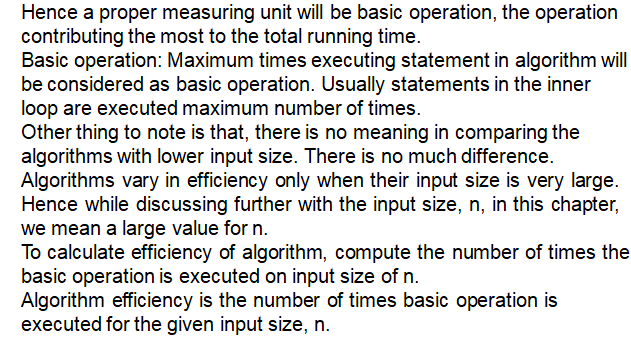 Hence a proper measuring unit will be basic operation, the operation
contributing the most to the total running time.
Basic operation: Maximum times executing statement in algorithm will
be considered as basic operation. Usually statements in the inner
loop are executed maximum number of times.
Other thing to note is that, there is no meaning in comparing the
algorithms with lower input size. There is no much difference.
Algorithms vary in efficiency only when their input size is very large.
Hence while discussing further with the input size, n, in this chapter,
we mean a large value for n.
To calculate efficiency of algorithm, compute the number of times the
basic operation is executed on input size of n.
Algorithm efficiency is the number of times basic operation is
executed for the given input size, n.